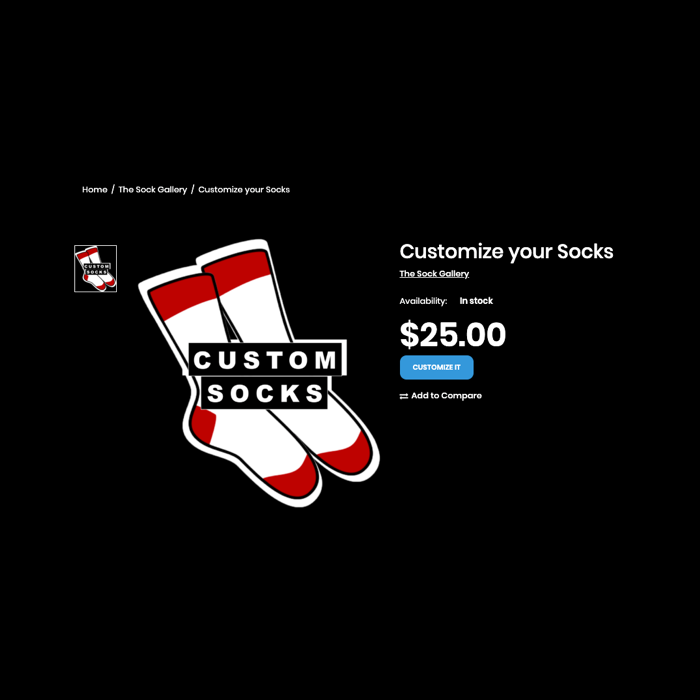 Home / The Sock Gallery / Customize your Socks
CUSTOM
SOCKS
CUSTOM
SOCKS
Customize your Socks
The Sock Gallery
Availability: In stock
$25.00
CUSTOMIZE IT
Add to Compare